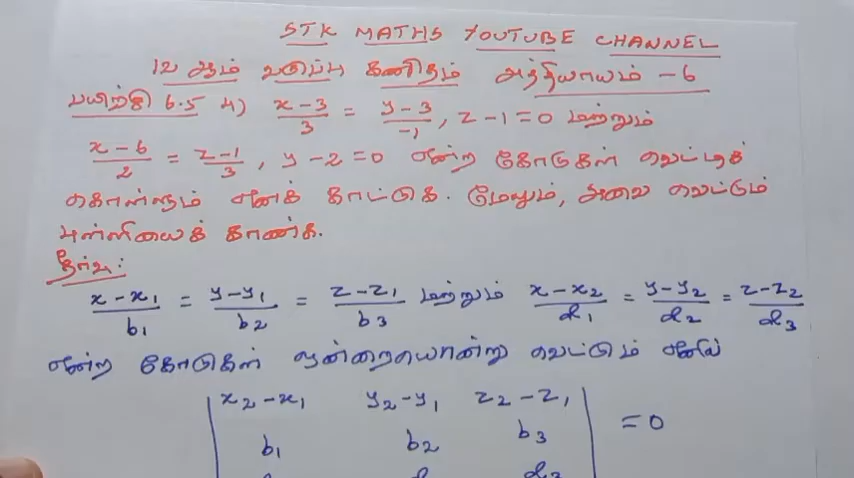 STK MATHS YOUTUBE CHANNEL
12 ஆம் வகுப்பு கணிதம் அத்தியாயம் - 6
பயிற்சி 6.5 4) x-3/3 = y-3/-1, z-1=0 மற்றும்
x-6/2 = z-1/3, y-2=0 என்ற கோடுகள் வெட்டிக்
கொள்ளும் எனக் காட்டுக. மேலும், அவை வெட்டும்
புள்ளியைக் காண்க.
தீர்வு:
x-x₁/b₁ = y-y₁/b₂ = z-z₁/b₃ மற்றும் x-x₂/d₁ = y-y₂/d₂ = z-z₂/d₃
என்ற கோடுகள் ஒன்றையொன்று வெட்டும் எனில்
x₂-x₁ y₂-y₁ z₂-z₁
b₁ b₂ b₃ =0